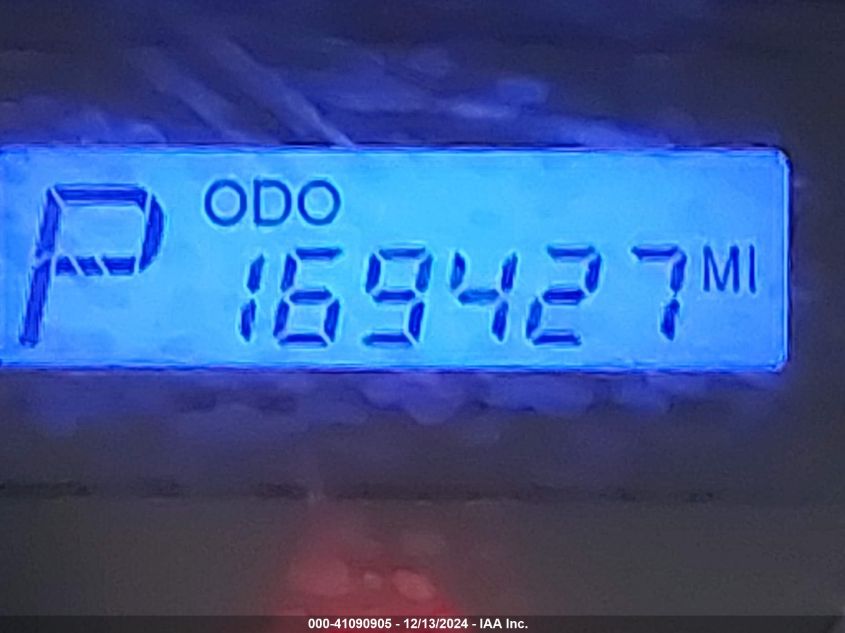 P ODO
169427 MI
000-41090905 - 12/13/2024 - IAA Inc.